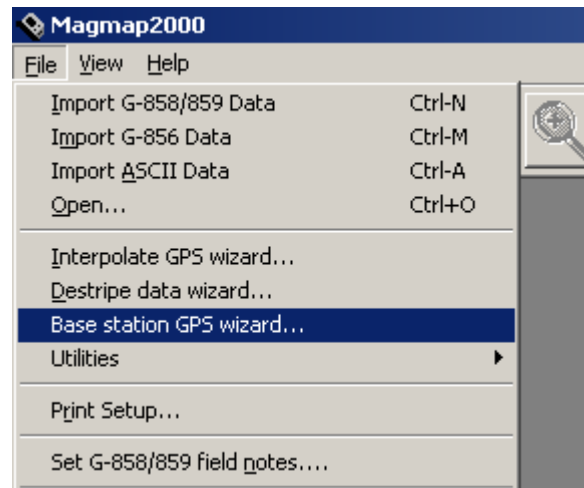 Magmap2000
File View Help
Import G-858/859 Data Ctrl-N
Import G-856 Data Ctrl-M
Import ASCII Data Ctrl-A
Open... Ctrl+O
Interpolate GPS wizard...
Destripe data wizard...
Base station GPS wizard...
Utilities
Print Setup...
Set G-858/859 field notes....